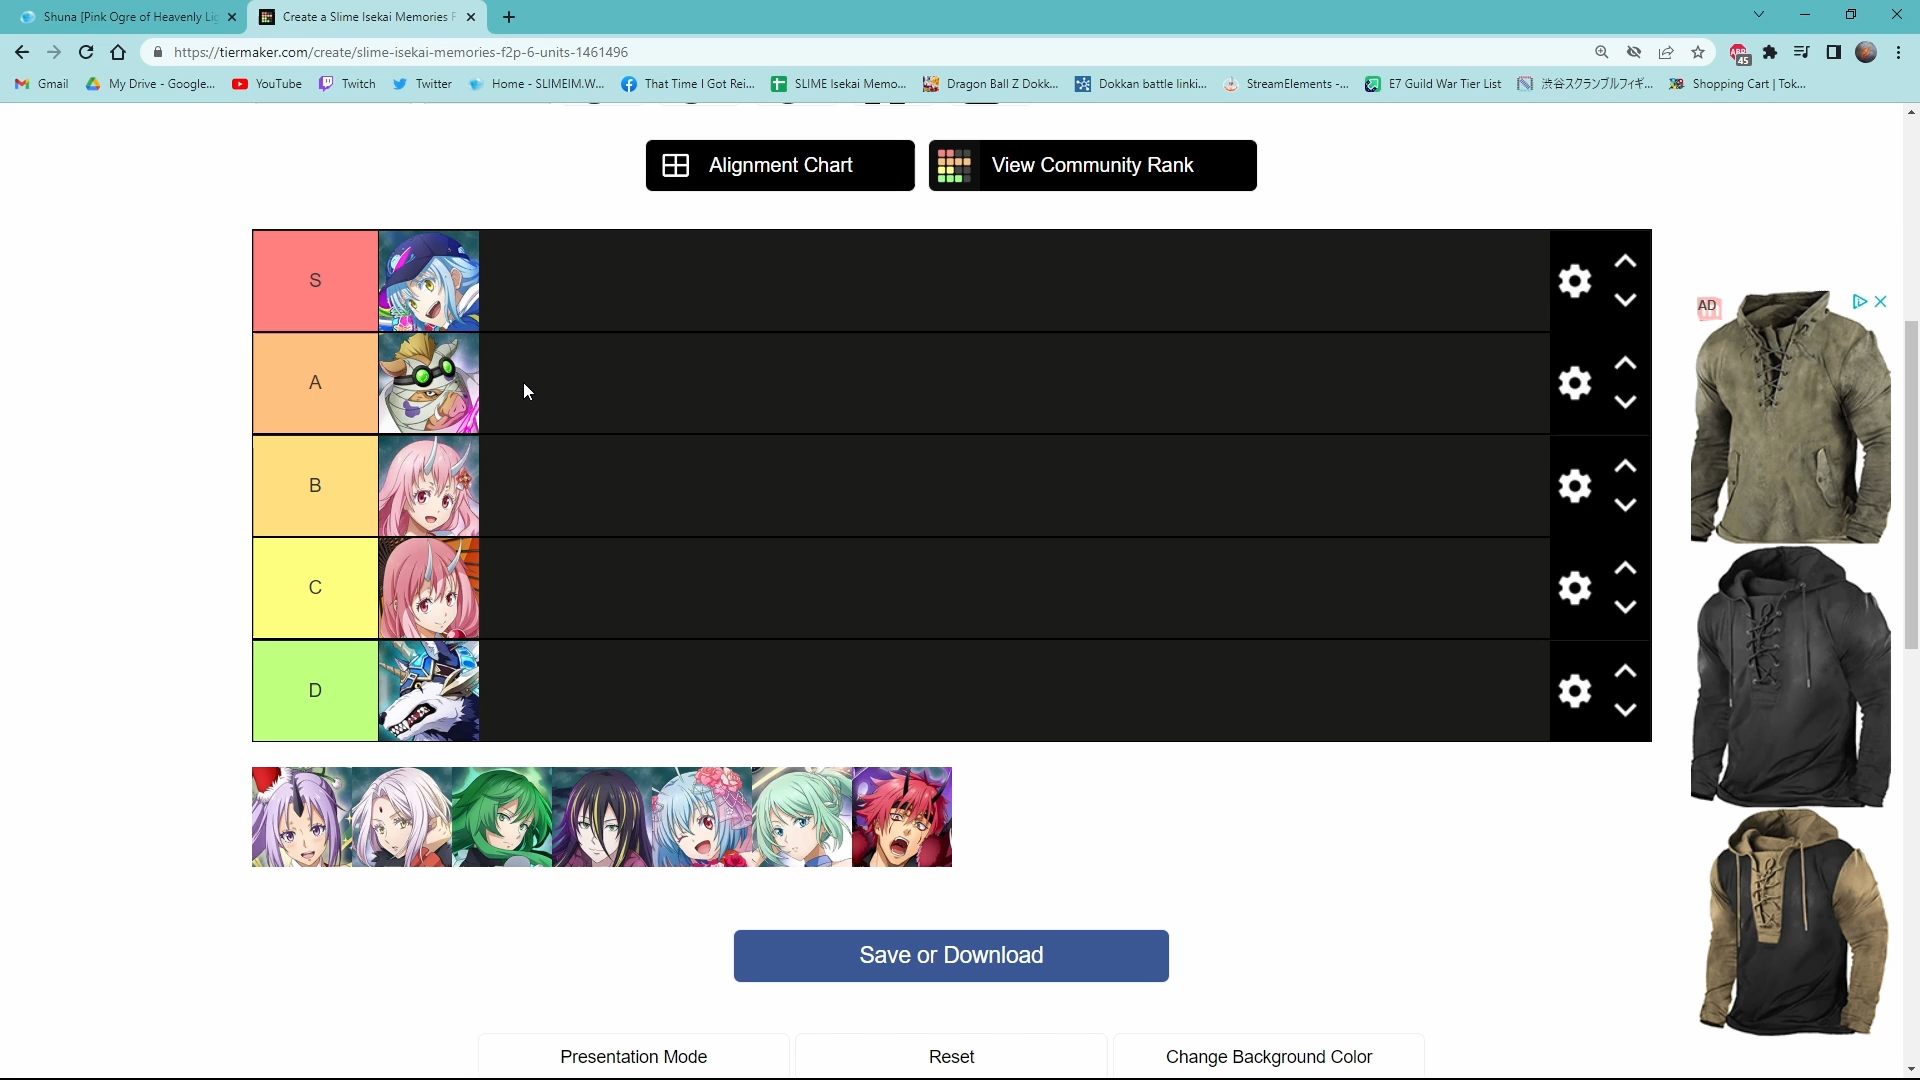 Shuna [Pink Ogre of Heavenly Lig
Create a Slime Isekai Memories F
https://tiermaker.com/create/slime-isekai-memories-f2p-6-units-1461496
45
Gmail
My Drive - Google...
YouTube
Twitch
Twitter
Home - SLIMEIM.W...
That Time I Got Rei...
SLIME Isekai Memo...
Dragon Ball Z Dokk...
Dokkan battle linki...
StreamElements -...
E7 Guild War Tier List
渋谷スクランブルフィギ...
Shopping Cart | Tok...
Alignment Chart
View Community Rank
S
A
B
C
D
AD
Save or Download
Presentation Mode
Reset
Change Background Color